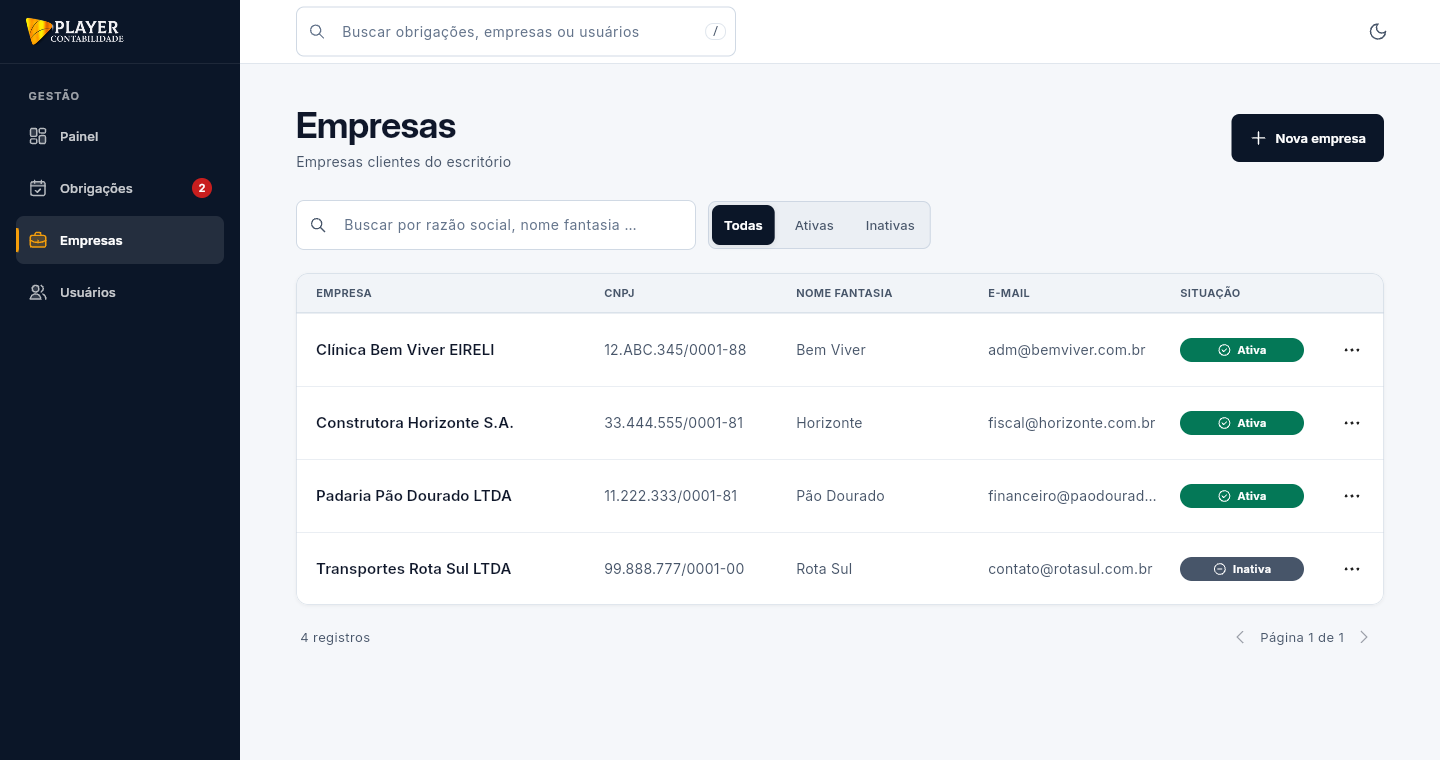 PLAYER
CONTABILIDADE
Buscar obrigações, empresas ou usuários /
GESTÃO
Painel
Obrigações 2
Empresas
Usuários
Empresas
Empresas clientes do escritório
Nova empresa
Buscar por razão social, nome fantasia ...
Todas Ativas Inativas
EMPRESA CNPJ NOME FANTASIA E-MAIL SITUAÇÃO
Clínica Bem Viver EIRELI 12.ABC.345/0001-88 Bem Viver adm@bemviver.com.br Ativa
Construtora Horizonte S.A. 33.444.555/0001-81 Horizonte fiscal@horizonte.com.br Ativa
Padaria Pão Dourado LTDA 11.222.333/0001-81 Pão Dourado financeiro@paodourad... Ativa
Transportes Rota Sul LTDA 99.888.777/0001-00 Rota Sul contato@rotasul.com.br Inativa
4 registros
Página 1 de 1